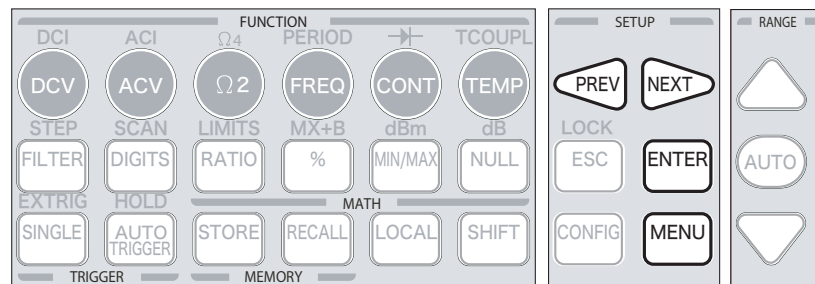 FUNCTION SETUP RANGE
DCI ACI Ω4 PERIOD TCOUPL
DCV ACV Ω2 FREQ CONT TEMP PREV NEXT
STEP SCAN LIMITS MX+B dBm dB LOCK
FILTER DIGITS RATIO % MIN/MAX NULL ESC ENTER AUTO
EXTRIG HOLD MATH
SINGLE AUTO TRIGGER STORE RECALL LOCAL SHIFT CONFIG MENU
TRIGGER MEMORY